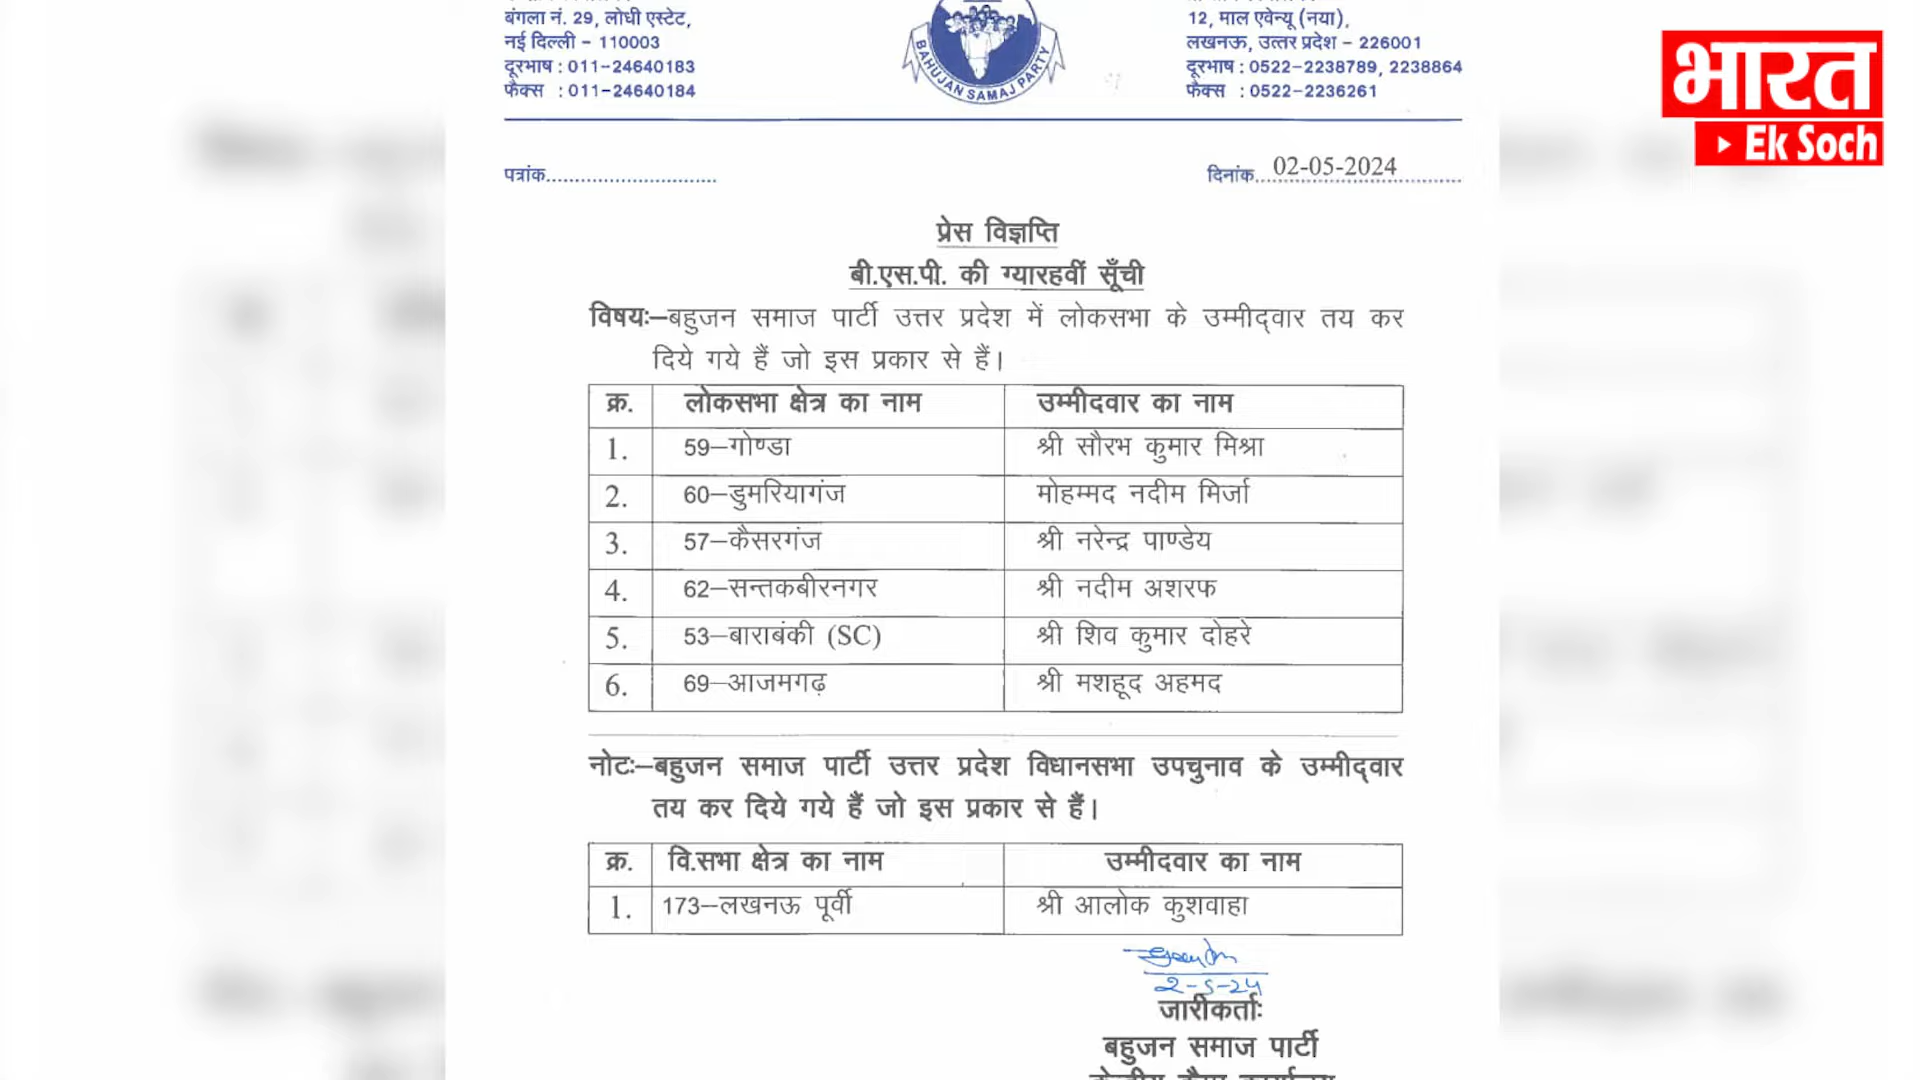 बंगला नं. 29, लोधी एस्टेट,
नई दिल्ली - 110003
दूरभाष : 011-24640183
फैक्स : 011-24640184
BAHUJAN SAMAJ PARTY
12, माल एवेन्यू (नया),
लखनऊ, उत्तर प्रदेश - 226001
दूरभाष : 0522-2238789, 2238864
फैक्स : 0522-2236261
भारत
Ek Soch
पत्रांक............................
दिनांक...02-05-2024...........
प्रेस विज्ञप्ति
बी.एस.पी. की ग्यारहवीं सूँची
विषयः–बहुजन समाज पार्टी उत्तर प्रदेश में लोकसभा के उम्मीद्वार तय कर
दिये गये हैं जो इस प्रकार से हैं।
क्र. लोकसभा क्षेत्र का नाम उम्मीदवार का नाम
1. 59–गोण्डा श्री सौरभ कुमार मिश्रा
2. 60–डुमरियागंज मोहम्मद नदीम मिर्जा
3. 57–कैसरगंज श्री नरेन्द्र पाण्डेय
4. 62–सन्तकबीरनगर श्री नदीम अशरफ
5. 53–बाराबंकी (SC) श्री शिव कुमार दोहरे
6. 69–आजमगढ़ श्री मशहूद अहमद
नोटः–बहुजन समाज पार्टी उत्तर प्रदेश विधानसभा उपचुनाव के उम्मीद्वार
तय कर दिये गये हैं जो इस प्रकार से हैं।
क्र. वि.सभा क्षेत्र का नाम उम्मीदवार का नाम
1. 173–लखनऊ पूर्वी श्री आलोक कुशवाहा
2-5-24
जारीकर्ताः
बहुजन समाज पार्टी